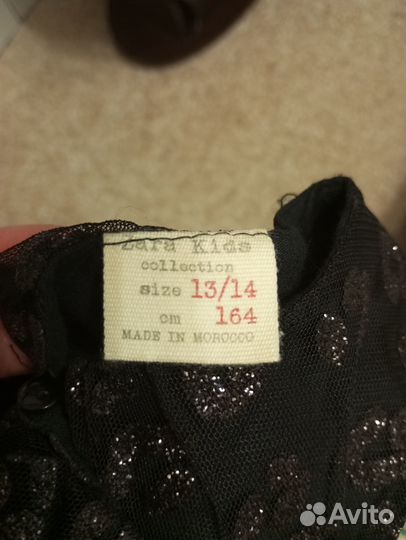 Zara Kids
collection
size 13/14
cm 164
MADE IN MOROCCO
Avito